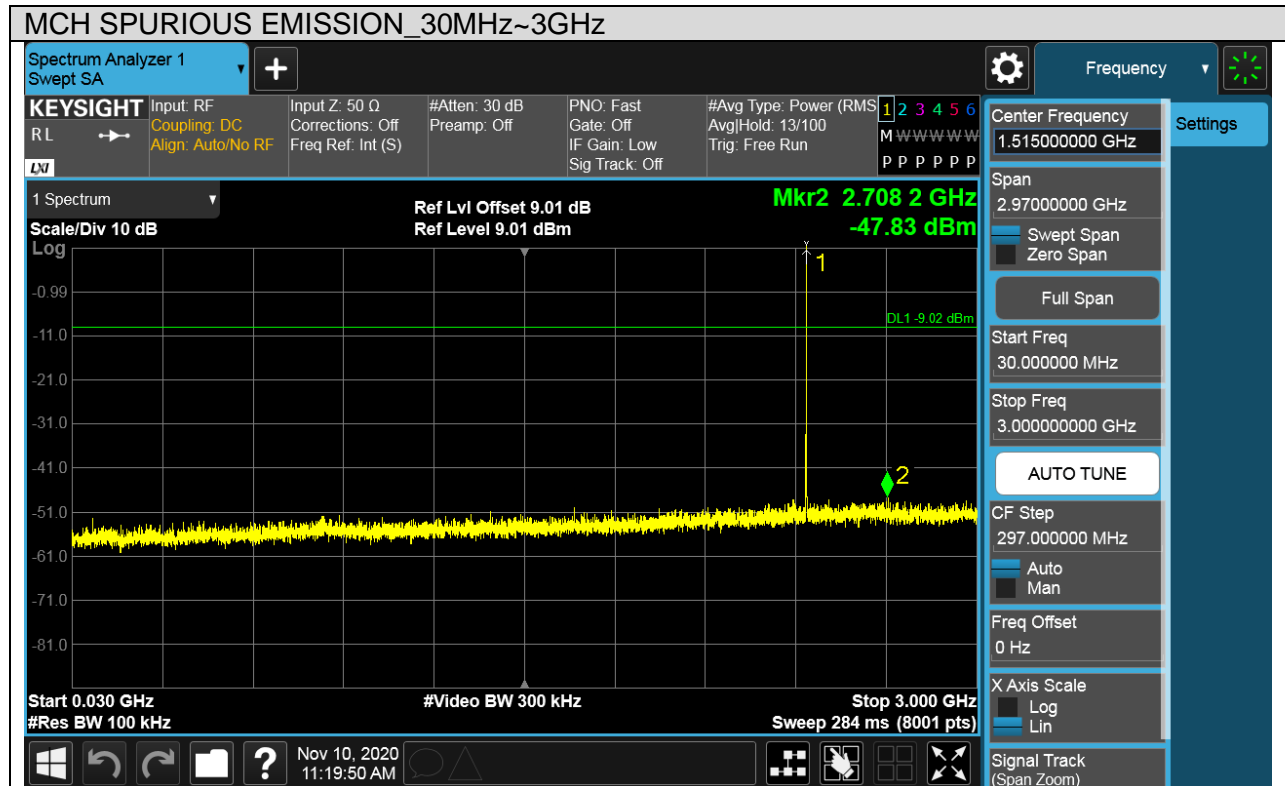 MCH SPURIOUS EMISSION_30MHz~3GHz
Spectrum Analyzer 1
Swept SA
Frequency
KEYSIGHT
RL
LXI
Input: RF
Coupling: DC
Align: Auto/No RF
Input Z: 50 Ω
Corrections: Off
Freq Ref: Int (S)
#Atten: 30 dB
Preamp: Off
PNO: Fast
Gate: Off
IF Gain: Low
Sig Track: Off
#Avg Type: Power (RMS
Avg|Hold: 13/100
Trig: Free Run
1 2 3 4 5 6
M W W W W W
P P P P P P
1 Spectrum
Scale/Div 10 dB
Log
Ref Lvl Offset 9.01 dB
Ref Level 9.01 dBm
Mkr2 2.708 2 GHz
-47.83 dBm
1
-0.99
DL1 -9.02 dBm
-11.0
-21.0
-31.0
-41.0
2
-51.0
-61.0
-71.0
-81.0
Start 0.030 GHz
#Res BW 100 kHz
#Video BW 300 kHz
Stop 3.000 GHz
Sweep 284 ms (8001 pts)
Nov 10, 2020
11:19:50 AM
Center Frequency
1.515000000 GHz
Settings
Span
2.97000000 GHz
Swept Span
Zero Span
Full Span
Start Freq
30.000000 MHz
Stop Freq
3.000000000 GHz
AUTO TUNE
CF Step
297.000000 MHz
Auto
Man
Freq Offset
0 Hz
X Axis Scale
Log
Lin
Signal Track
(Span Zoom)